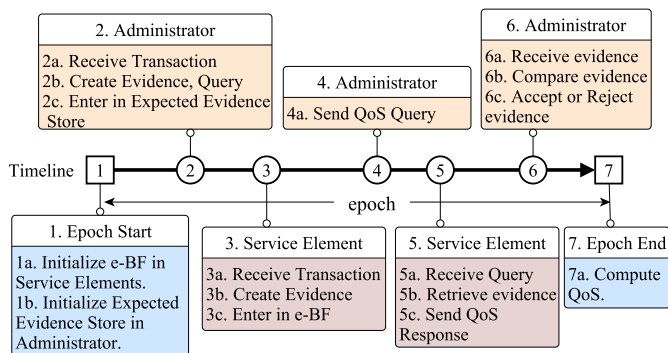 2. Administrator
2a. Receive Transaction
2b. Create Evidence, Query
2c. Enter in Expected Evidence
Store
4. Administrator
4a. Send QoS Query
6. Administrator
6a. Receive evidence
6b. Compare evidence
6c. Accept or Reject
evidence
Timeline 1 2 3 4 5 6 7
epoch
1. Epoch Start
1a. Initialize e-BF in
Service Elements.
1b. Initialize Expected
Evidence Store in
Administrator.
3. Service Element
3a. Receive Transaction
3b. Create Evidence
3c. Enter in e-BF
5. Service Element
5a. Receive Query
5b. Retrieve evidence
5c. Send QoS
Response
7. Epoch End
7a. Compute
QoS.